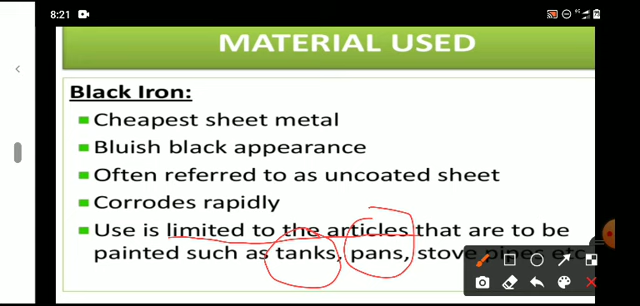 8:21
MATERIAL USED
Black Iron:
Cheapest sheet metal
Bluish black appearance
Often referred to as uncoated sheet
Corrodes rapidly
Use is limited to the articles that are to be
painted such as tanks, pans, stove pipes etc